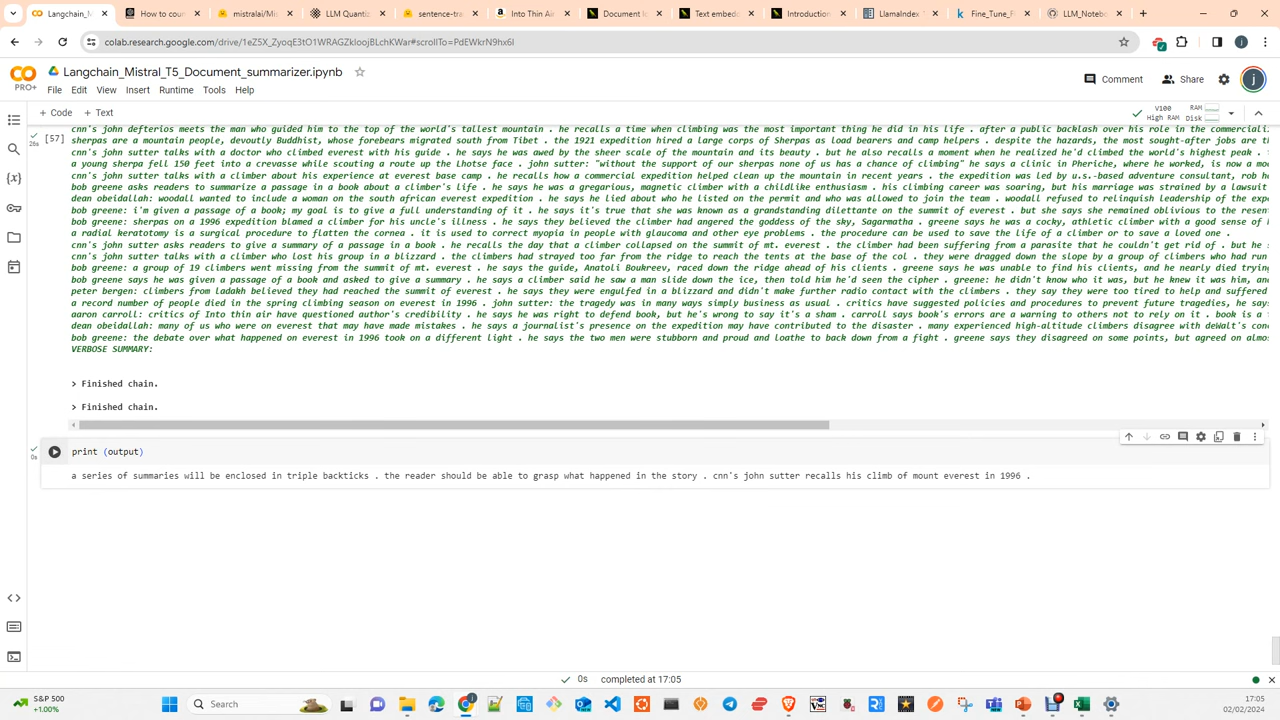 Langchain_M
How to coun
mistralai/Mis
LLM Quantiz
sentence-tra
Into Thin Air
Document l
Text embedd
Introduction
LlamaIndex
Fine_Tune_F
LLM_Noteb
colab.research.google.com/drive/1eZ5X_ZyoqE3tO1WRAGZkIoojBLchKWar#scrollTo=PdEWkrN9hx6I
CO
PRO+
Langchain_Mistral_T5_Document_summarizer.ipynb
Comment
Share
j
File Edit View Insert Runtime Tools Help
+ Code + Text
V100
High RAM
RAM
Disk
[57]
26s
cnn's john defterios meets the man who guided him to the top of the world's tallest mountain . he recalls a time when climbing was the most important thing he did in his life . after a public backlash over his role in the commerciali
sherpas are a mountain people, devoutly Buddhist, whose forebears migrated south from Tibet . the 1921 expedition hired a large corps of Sherpas as load bearers and camp helpers . despite the hazards, the most sought-after jobs are th
a young sherpa fell 150 feet into a crevasse while scouting a route up the Lhotse face . john sutter: "without the support of our sherpas none of us has a chance of climbing" he says a clinic in Pheriche, where he worked, is now a mo
cnn's john sutter talks with a doctor who climbed everest with his guide . he says he was awed by the sheer scale of the mountain and its beauty . but he also recalls a moment when he realized he'd climbed the world's highest peak .
cnn's john sutter talks with a climber about his experience at everest base camp . he recalls how a commercial expedition helped clean up the mountain in recent years . the expedition was led by u.s.-based adventure consultant, rob h
bob greene asks readers to summarize a passage in a book about a climber's life . he says he was a gregarious, magnetic climber with a childlike enthusiasm . his climbing career was soaring, but his marriage was strained by a lawsuit
dean obeidallah: woodall wanted to include a woman on the south african everest expedition . he says he lied about who he listed on the permit and who was allowed to join the team . woodall refused to relinquish leadership of the exp
bob greene: i'm given a passage of a book; my goal is to give a full understanding of it . he says it's true that she was known as a grandstanding dilettante on the summit of everest . but she says she remained oblivious to the resen
bob greene: sherpas on a 1996 expedition blamed a climber for his uncle's illness . he says they believed the climber had angered the goddess of the sky, Sagarmatha . greene says he was a cocky, athletic climber with a good sense of h
a radial keratotomy is a surgical procedure to flatten the cornea . it is used to correct myopia in people with glaucoma and other eye problems . the procedure can be used to save the life of a climber or to save a loved one .
cnn's john sutter asks readers to give a summary of a passage in a book . he recalls the day that a climber collapsed on the summit of mt. everest . the climber had been suffering from a parasite that he couldn't get rid of . but he s
cnn's john sutter talks with a climber who lost his group in a blizzard . the climbers had strayed too far from the ridge to reach the tents at the base of the col . they were dragged down the slope by a group of climbers who had run
bob greene: a group of 19 climbers went missing from the summit of mt. everest . he says the guide, Anatoli Boukreev, raced down the ridge ahead of his clients . greene says he was unable to find his clients, and he nearly died trying
bob greene says he was given a passage of a book and asked to give a summary . he says a climber said he saw a man slide down the ice, then told him he'd seen the cipher . greene: he didn't know who it was, but he knew it was him, an
peter bergen: climbers from ladakh believed they had reached the summit of everest . he says they were engulfed in a blizzard and didn't make further radio contact with the climbers . they say they were too tired to help and suffered
a record number of people died in the spring climbing season on everest in 1996 . john sutter: the tragedy was in many ways simply business as usual . critics have suggested policies and procedures to prevent future tragedies, he says
aaron carroll: critics of Into thin air have questioned author's credibility . he says he was right to defend book, but he's wrong to say it's a sham . carroll says book's errors are a warning to others not to rely on it . book is a
dean obeidallah: many of us who were on everest that may have made mistakes . he says a journalist's presence on the expedition may have contributed to the disaster . many experienced high-altitude climbers disagree with deWalt's conc
bob greene: the debate over what happened on everest in 1996 took on a different light . he says the two men were stubborn and proud and loathe to back down from a fight . greene says they disagreed on some points, but agreed on almos
VERBOSE SUMMARY:
> Finished chain.
> Finished chain.
0s
print (output)
a series of summaries will be enclosed in triple backticks . the reader should be able to grasp what happened in the story . cnn's john sutter recalls his climb of mount everest in 1996 .
0s completed at 17:05
S&P 500
+1.00%
Search
17:05
02/02/2024